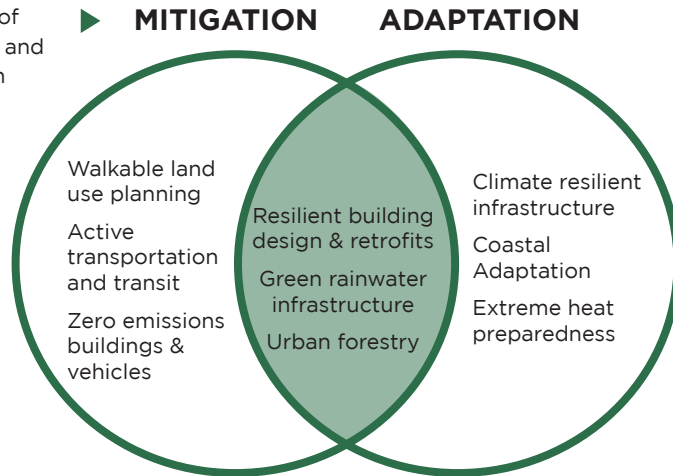 of
and
n
MITIGATION
ADAPTATION
Walkable land
use planning
Active
transportation
and transit
Zero emissions
buildings &
vehicles
Resilient building
design & retrofits
Green rainwater
infrastructure
Urban forestry
Climate resilient
infrastructure
Coastal
Adaptation
Extreme heat
preparedness